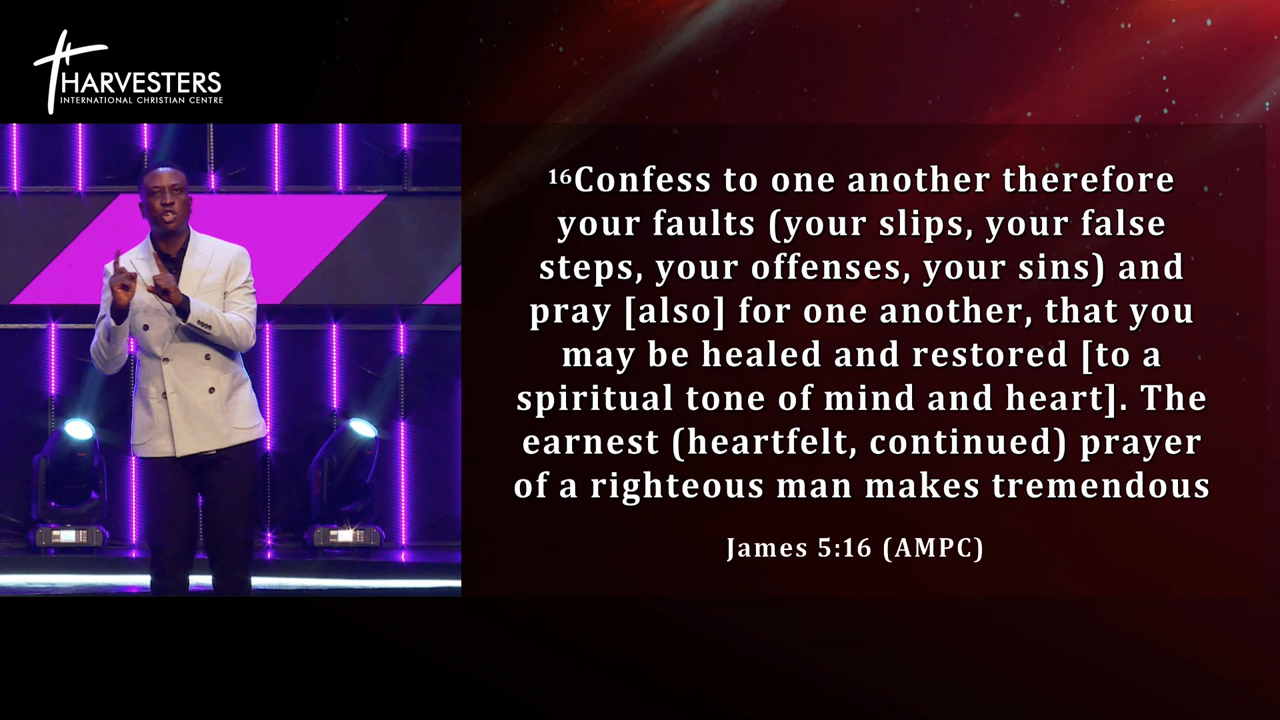 HARVESTERS
INTERNATIONAL CHRISTIAN CENTRE
¹⁶Confess to one another therefore
your faults (your slips, your false
steps, your offenses, your sins) and
pray [also] for one another, that you
may be healed and restored [to a
spiritual tone of mind and heart]. The
earnest (heartfelt, continued) prayer
of a righteous man makes tremendous
James 5:16 (AMPC)